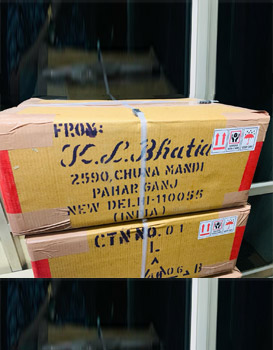 FROM:
K.L.Bhatia
2590, CHUNA MANDI
PAHAR GANJ
NEW DELHI-110055
(INDIA)
CTN NO. 01